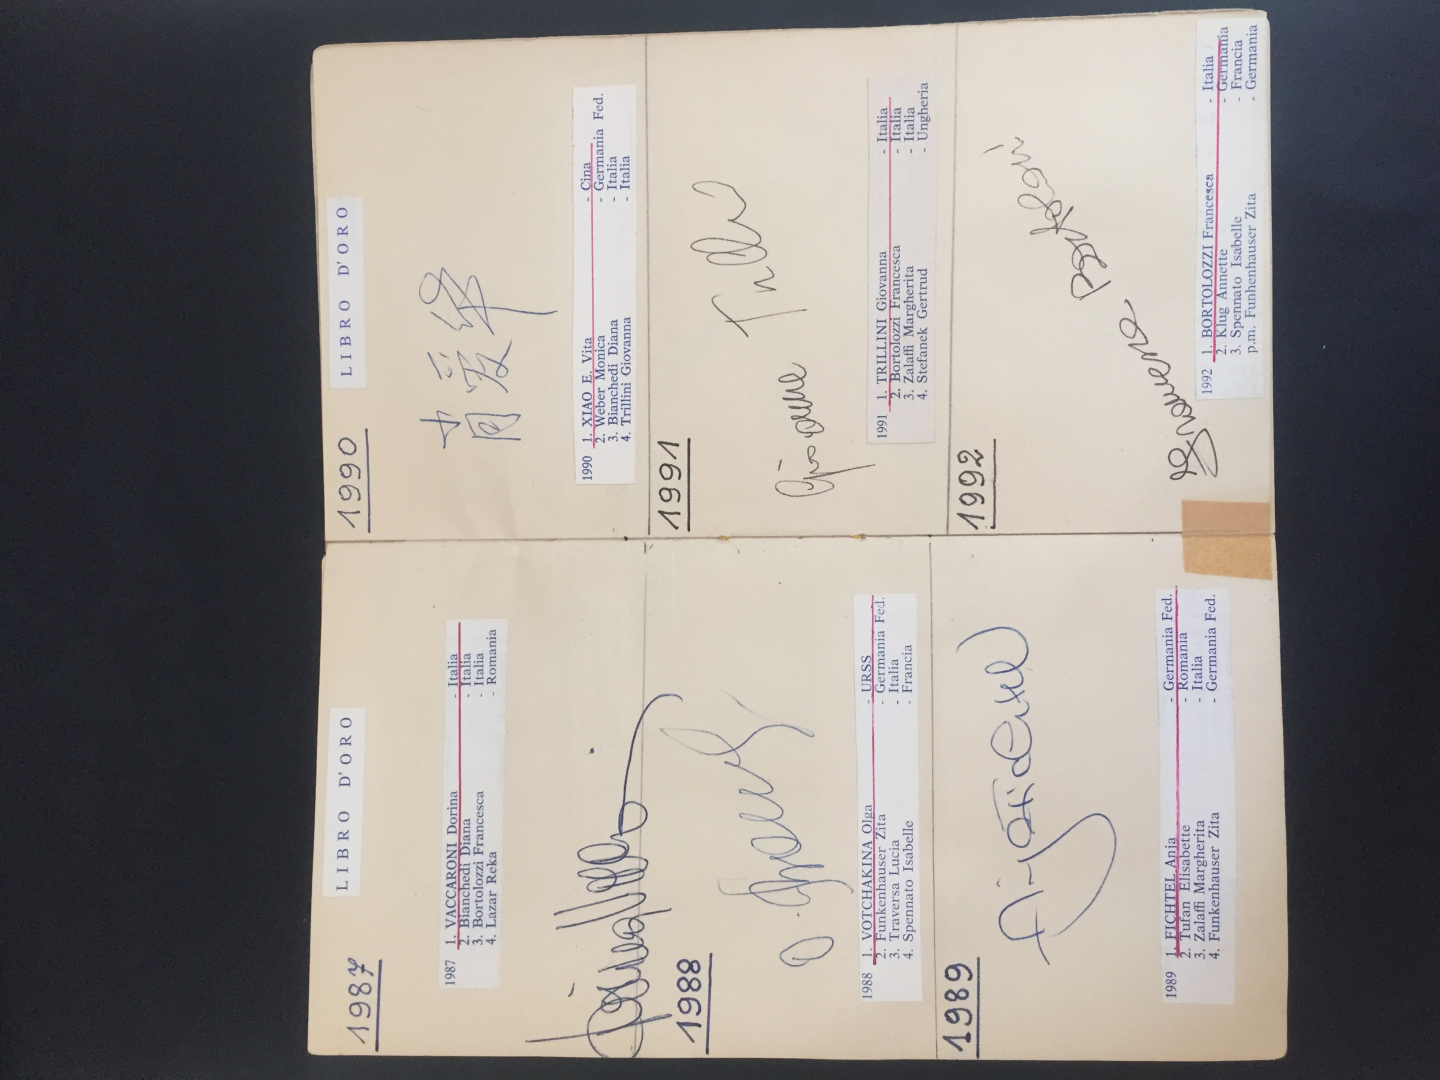 LIBRO D'ORO
1987
1987 1. VACCARONI Dorina - Italia
2. Bianchedi Diana - Italia
3. Bortolozzi Francesca - Italia
4. Lazar Reka - Romania
1988
1988 1. VOTCHAKINA Olga - URSS
2. Funkenhauser Zita - Germania Fed.
3. Traversa Lucia - Italia
4. Spennato Isabelle - Francia
1989
Anja Fichtel
1989 1. FICHTEL Anja - Germania Fed.
2. Tufan Elisabette - Romania
3. Zalaffi Margherita - Italia
4. Funkenhauser Zita - Germania Fed.
LIBRO D'ORO
1990
肖爱华
1990 1. XIAO E. Vita - Cina
2. Weber Monica - Germania Fed.
3. Bianchedi Diana - Italia
4. Trillini Giovanna - Italia
1991
Giovanna Trillini
1991 1. TRILLINI Giovanna - Italia
2. Bortolozzi Francesca - Italia
3. Zalaffi Margherita - Italia
4. Stefanek Gertrud - Ungheria
1992
1992 1. BORTOLOZZI Francesca - Italia
2. Klug Annette - Germania
3. Spennato Isabelle - Francia
p.m. Funhenhauser Zita - Germania